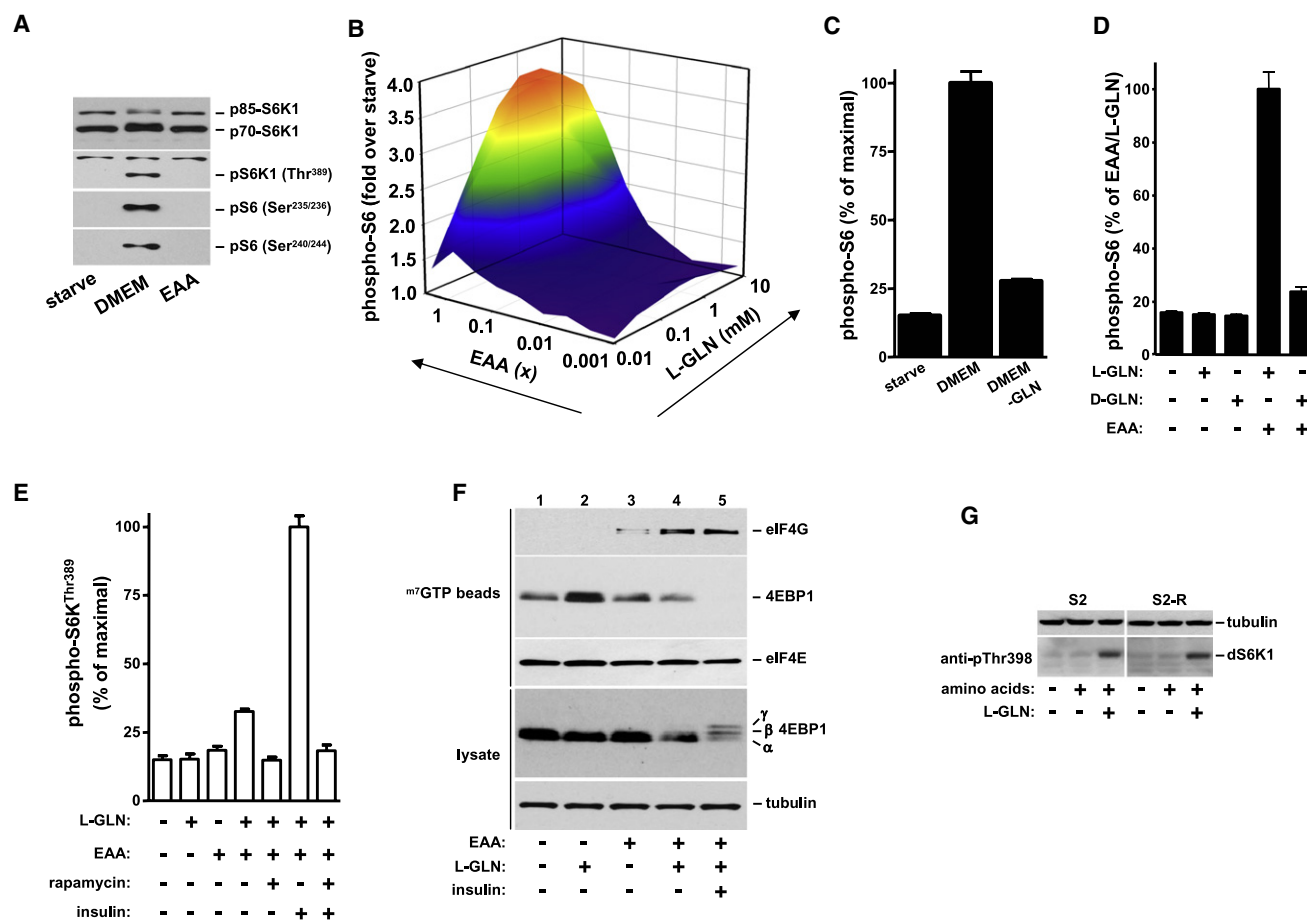 A
p85-S6K1
p70-S6K1
pS6K1 (Thr389)
pS6 (Ser235/236)
pS6 (Ser240/244)
starve DMEM EAA
B
phospho-S6 (fold over starve)
4.0
3.5
3.0
2.5
2.0
1.5
1.0
1 0.1 0.01 0.001
EAA (x)
0.01 0.1 1 10
L-GLN (mM)
C
phospho-S6 (% of maximal)
100
75
50
25
0
starve DMEM DMEM -GLN
D
phospho-S6 (% of EAA/L-GLN)
100
80
60
40
20
0
L-GLN: - + - + -
D-GLN: - - + - +
EAA: - - - + +
E
phospho-S6K Thr389
(% of maximal)
100
75
50
25
0
L-GLN: - + - + + + +
EAA: - - + + + + +
rapamycin: - - - - + - +
insulin: - - - - - + +
F
1 2 3 4 5
m7GTP beads
eIF4G
4EBP1
eIF4E
lysate
γ
β 4EBP1
α
tubulin
EAA: - - + + +
L-GLN: - + - + +
insulin: - - - - +
G
S2 S2-R
tubulin
anti-pThr398
dS6K1
amino acids: - + + - + +
L-GLN: - - + - - +